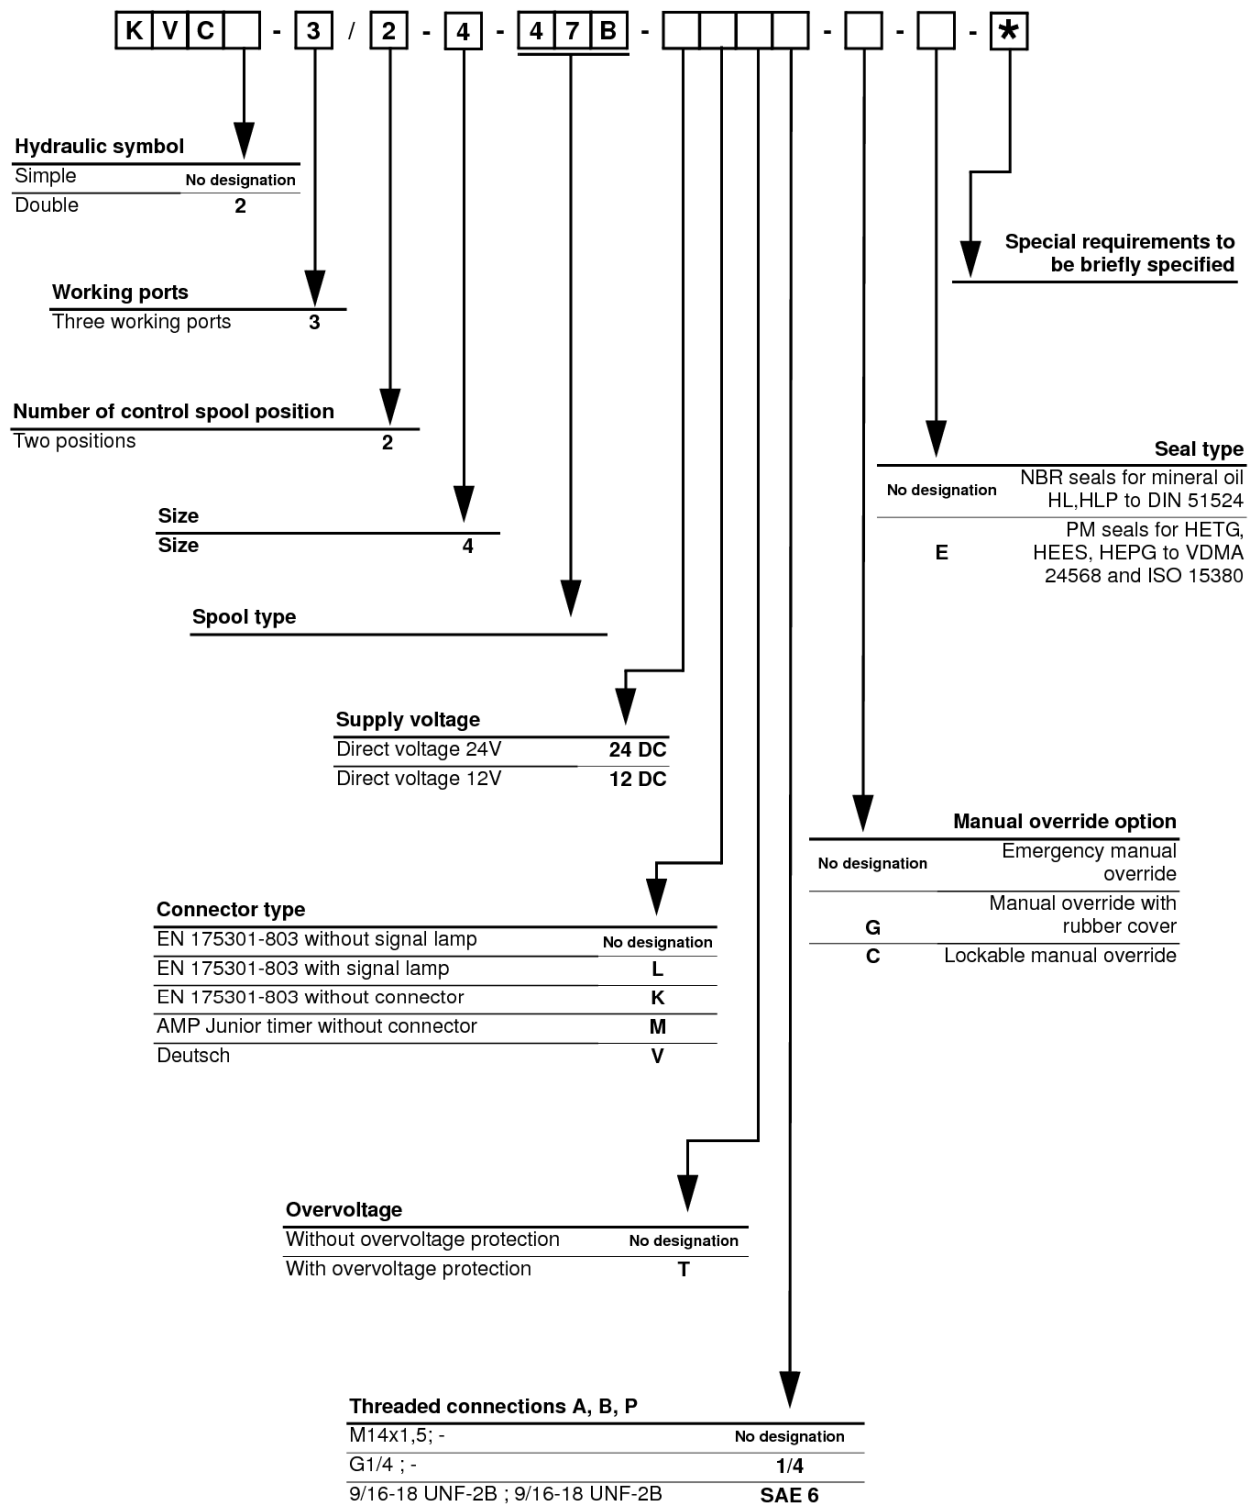 K V C - 3 / 2 - 4 - 4 7 B - - - - *
Hydraulic symbol
Simple No designation
Double 2
Working ports
Three working ports 3
Number of control spool position
Two positions 2
Size
Size 4
Spool type
Supply voltage
Direct voltage 24V 24 DC
Direct voltage 12V 12 DC
Connector type
EN 175301-803 without signal lamp No designation
EN 175301-803 with signal lamp L
EN 175301-803 without connector K
AMP Junior timer without connector M
Deutsch V
Overvoltage
Without overvoltage protection No designation
With overvoltage protection T
Threaded connections A, B, P
M14x1,5; - No designation
G1/4 ; - 1/4
9/16-18 UNF-2B ; 9/16-18 UNF-2B SAE 6
Special requirements to
be briefly specified
Seal type
No designation NBR seals for mineral oil
HL,HLP to DIN 51524
PM seals for HETG,
E HEES, HEPG to VDMA
24568 and ISO 15380
Manual override option
No designation Emergency manual
override
Manual override with
G rubber cover
C Lockable manual override